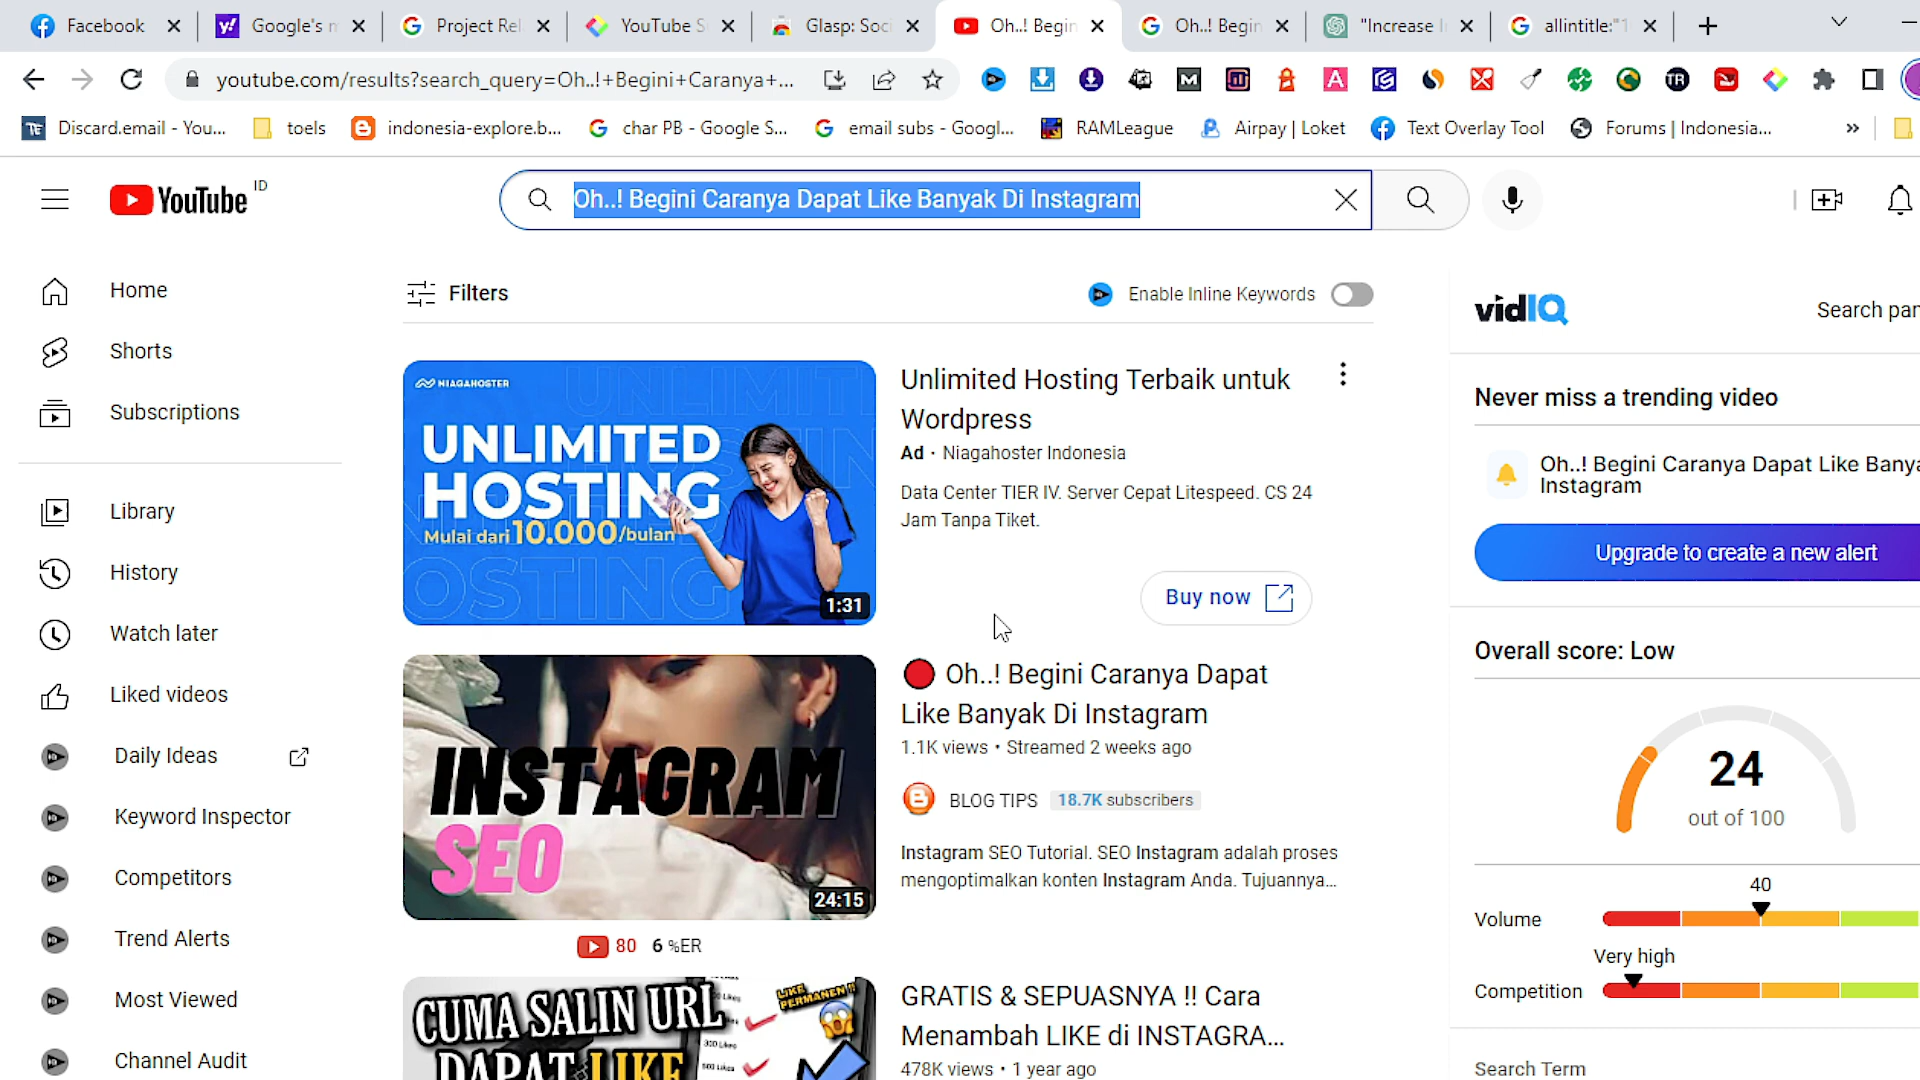 Facebook
Google's m
Project Rel
YouTube S
Glasp: Soci
Oh..! Begin
Oh..! Begin
"Increase I
allintitle:"1
youtube.com/results?search_query=Oh..!+Begini+Caranya+...
Discard.email - You...
toels
indonesia-explore.b...
char PB - Google S...
email subs - Googl...
RAMLeague
Airpay | Loket
Text Overlay Tool
Forums | Indonesia...
YouTube ID
Oh..! Begini Caranya Dapat Like Banyak Di Instagram
Home
Shorts
Subscriptions
Library
History
Watch later
Liked videos
Daily Ideas
Keyword Inspector
Competitors
Trend Alerts
Most Viewed
Channel Audit
Filters
Enable Inline Keywords
NIAGAHOSTER
UNLIMITED
HOSTING
Mulai dari 10.000/bulan
1:31
Unlimited Hosting Terbaik untuk
Wordpress
Ad · Niagahoster Indonesia
Data Center TIER IV. Server Cepat Litespeed. CS 24
Jam Tanpa Tiket.
Buy now
INSTAGRAM
SEO
24:15
80 6 %ER
Oh..! Begini Caranya Dapat
Like Banyak Di Instagram
1.1K views • Streamed 2 weeks ago
BLOG TIPS 18.7K subscribers
Instagram SEO Tutorial. SEO Instagram adalah proses
mengoptimalkan konten Instagram Anda. Tujuannya...
CUMA SALIN URL
DAPAT LIKE
LIKE
PERMANEN !!
GRATIS & SEPUASNYA !! Cara
Menambah LIKE di INSTAGRA...
478K views • 1 year ago
vidIQ
Search par
Never miss a trending video
Oh..! Begini Caranya Dapat Like Banya
Instagram
Upgrade to create a new alert
Overall score: Low
24
out of 100
40
Volume
Very high
Competition
Search Term